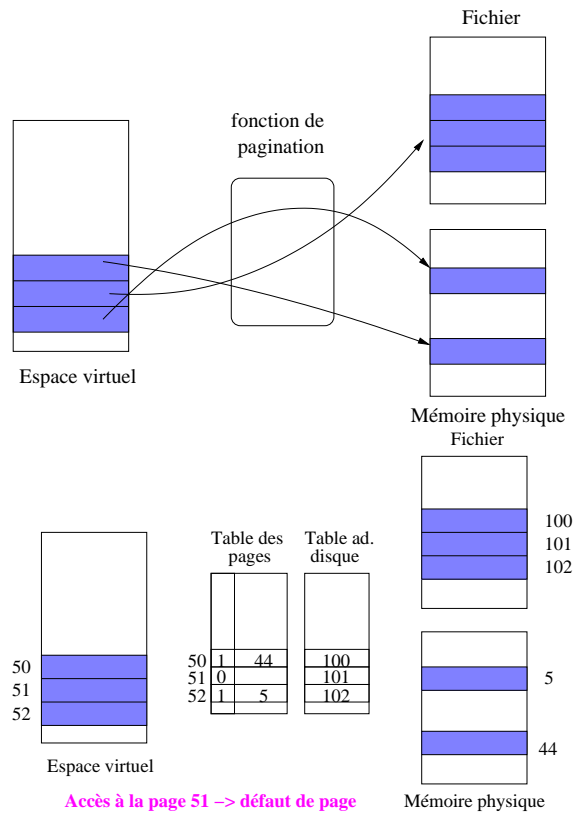 Fichier
fonction de
pagination
Espace virtuel
Mémoire physique
Fichier
100
101
102
Table des
pages
Table ad.
disque
50
51
52
50 1 44 100
51 0 101
52 1 5 102
5
44
Espace virtuel
Accès à la page 51 −> défaut de page
Mémoire physique